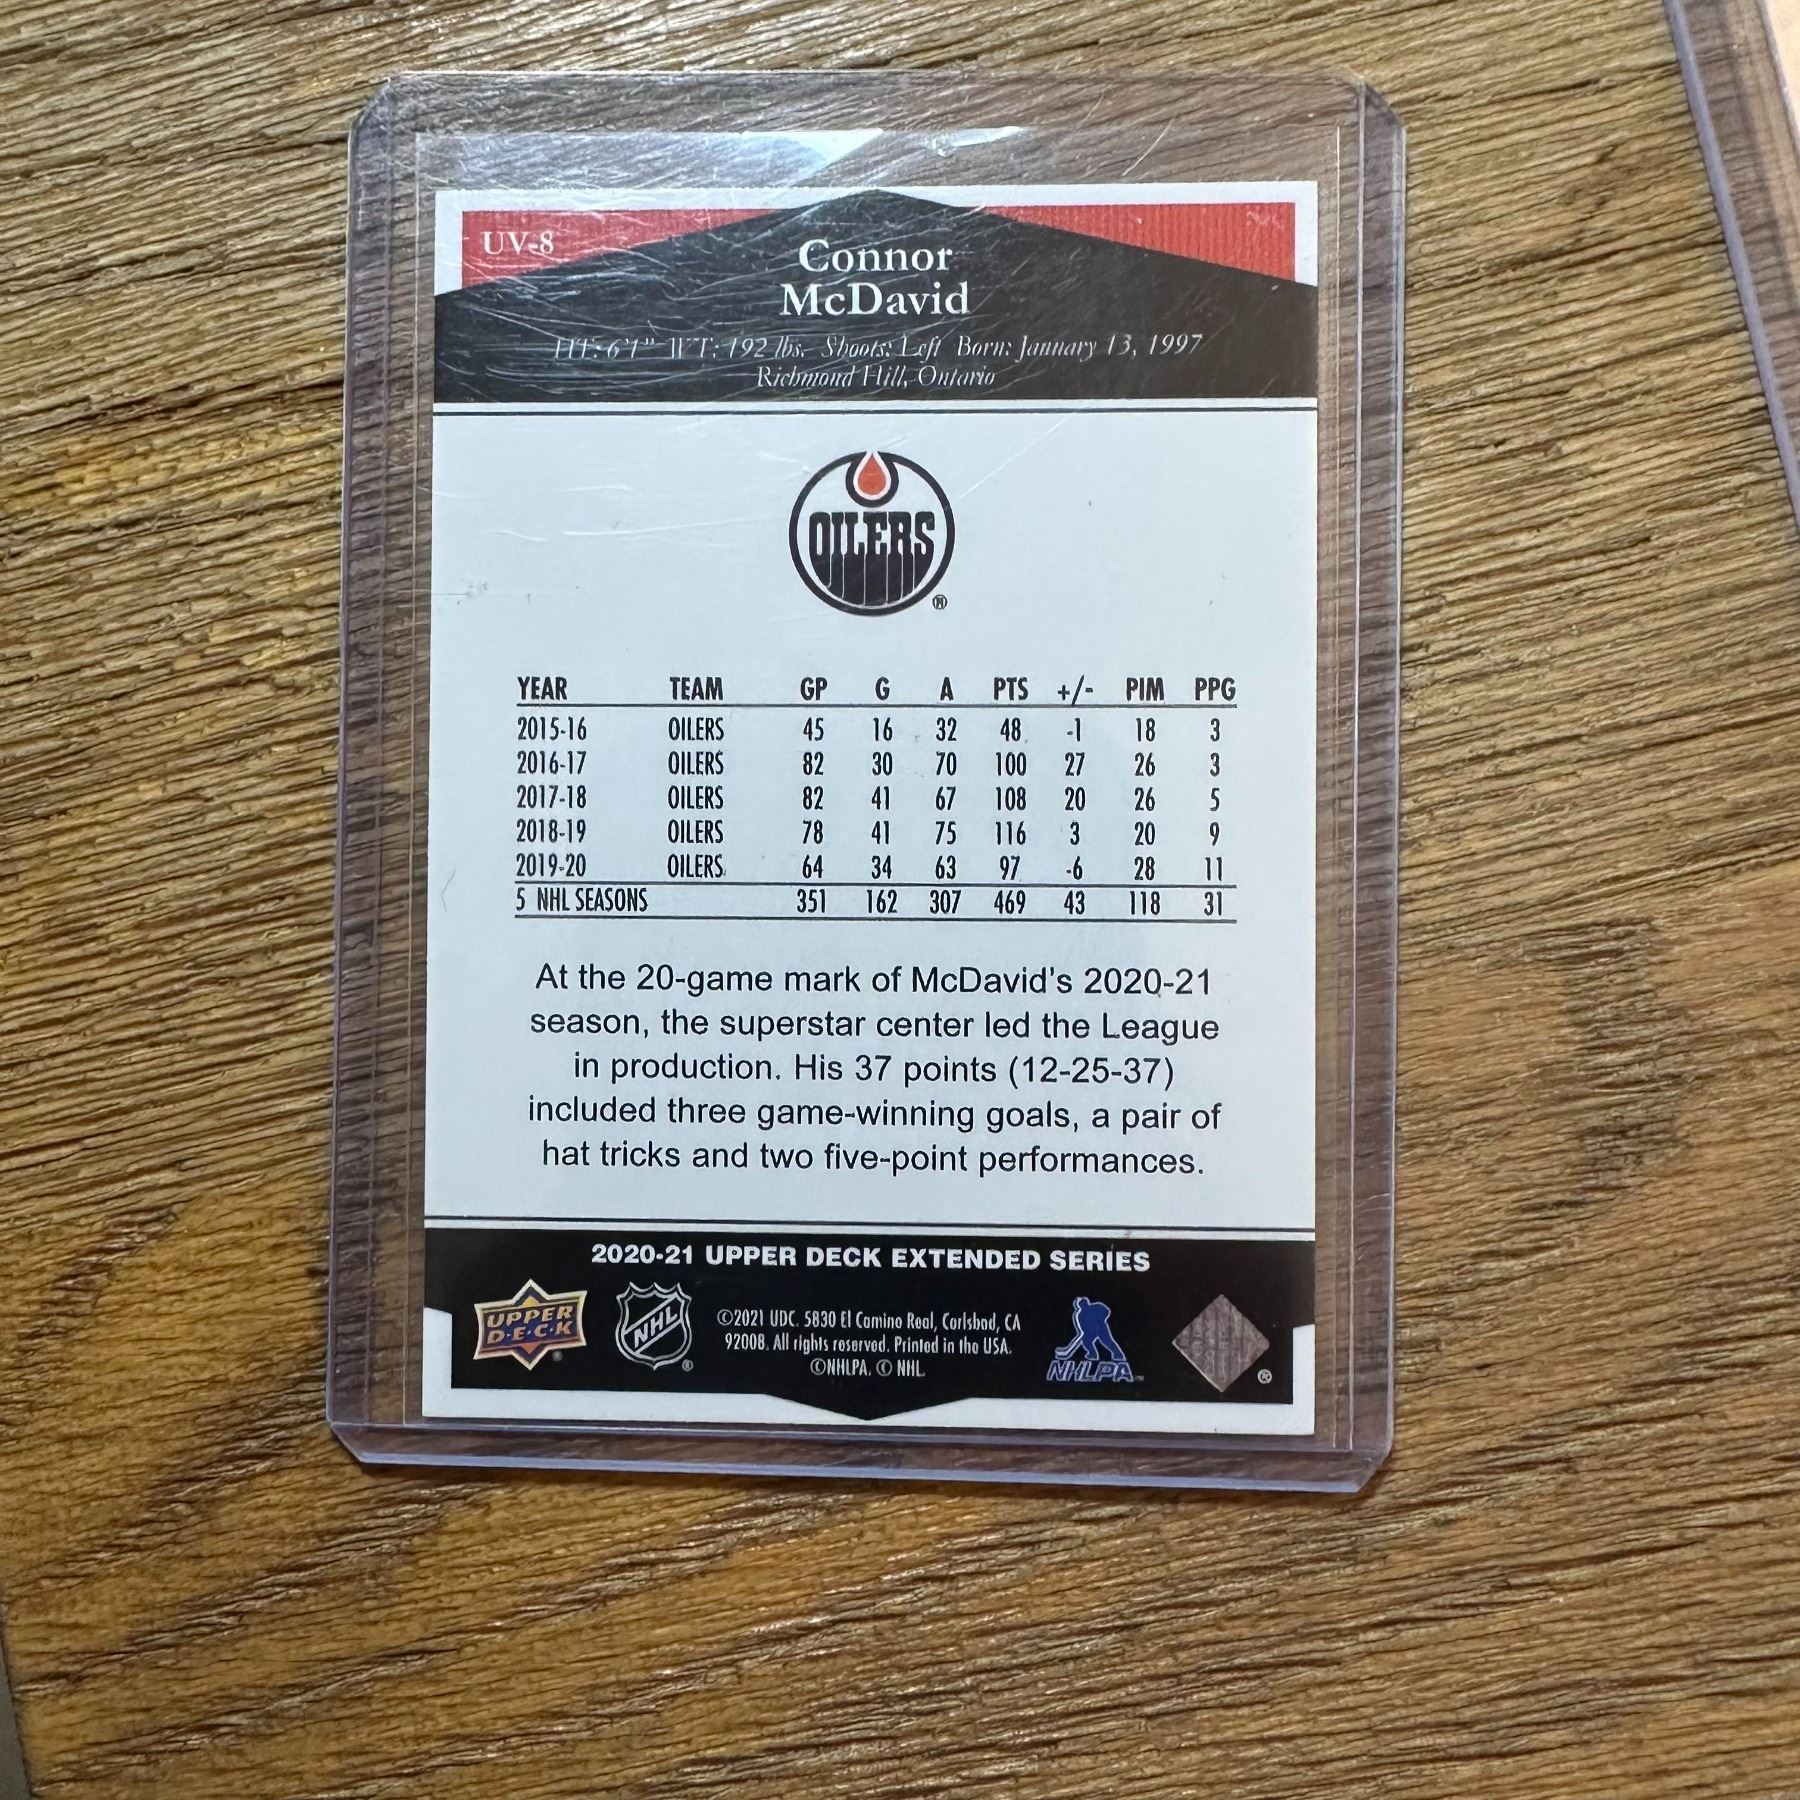 UV-8
Connor
McDavid
HT: 6'1" WT: 192 lbs. Shoots: Left Born: January 13, 1997
Richmond Hill, Ontario
OILERS
®
YEAR TEAM GP G A PTS +/- PIM PPG
2015-16 OILERS 45 16 32 48 -1 18 3
2016-17 OILERS 82 30 70 100 27 26 3
2017-18 OILERS 82 41 67 108 20 26 5
2018-19 OILERS 78 41 75 116 3 20 9
2019-20 OILERS 64 34 63 97 -6 28 11
5 NHL SEASONS 351 162 307 469 43 118 31
At the 20-game mark of McDavid's 2020-21
season, the superstar center led the League
in production. His 37 points (12-25-37)
included three game-winning goals, a pair of
hat tricks and two five-point performances.
2020-21 UPPER DECK EXTENDED SERIES
UPPER
D·E·C·K
®
NHL
®
©2021 UDC. 5830 El Camino Real, Carlsbad, CA
92008. All rights reserved. Printed in the USA.
©NHLPA. © NHL.
NHLPA
®